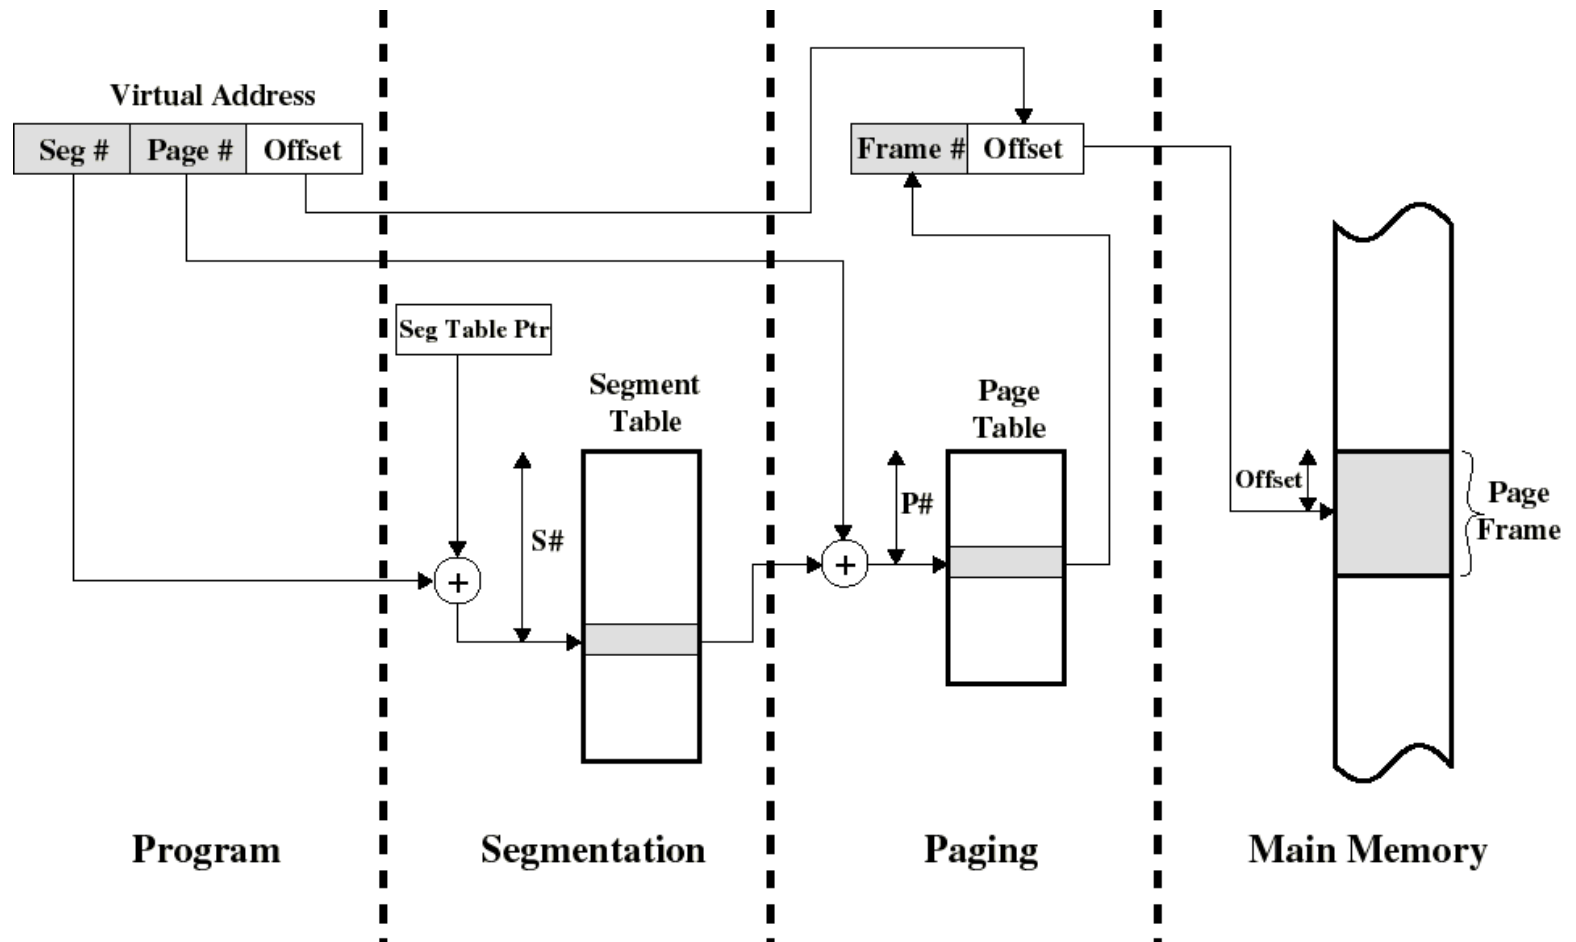 Virtual Address
Seg # Page # Offset
Frame # Offset
Seg Table Ptr
Segment
Table
Page
Table
S#
+
P#
+
Offset
Page
Frame
Program
Segmentation
Paging
Main Memory